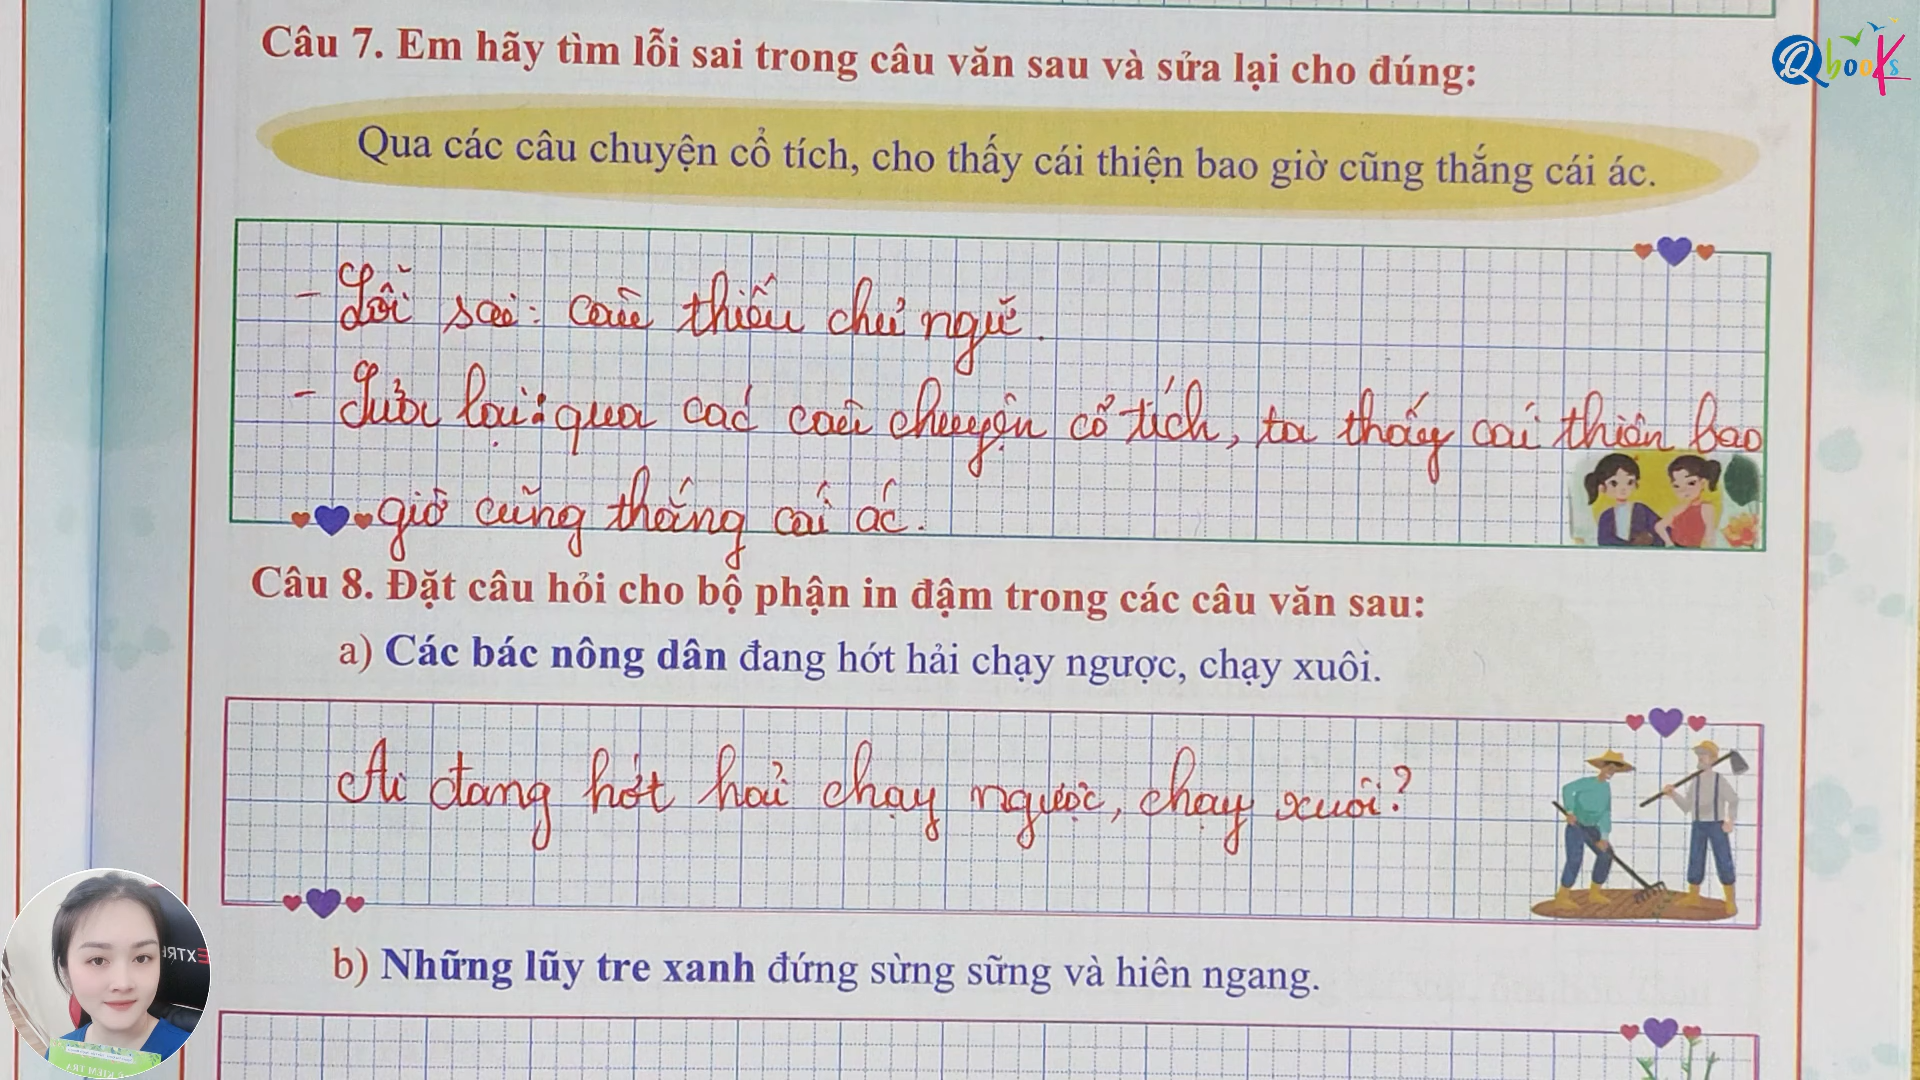 Qbooks
Câu 7. Em hãy tìm lỗi sai trong câu văn sau và sửa lại cho đúng:
Qua các câu chuyện cổ tích, cho thấy cái thiện bao giờ cũng thắng cái ác.
- Lỗi sai: câu thiếu chủ ngữ.
- Sửa lại: qua các câu chuyện cổ tích, ta thấy cái thiện bao
giờ cũng thắng cái ác.
Câu 8. Đặt câu hỏi cho bộ phận in đậm trong các câu văn sau:
a) Các bác nông dân đang hớt hải chạy ngược, chạy xuôi.
Ai đang hớt hải chạy ngược, chạy xuôi?
b) Những lũy tre xanh đứng sừng sững và hiên ngang.